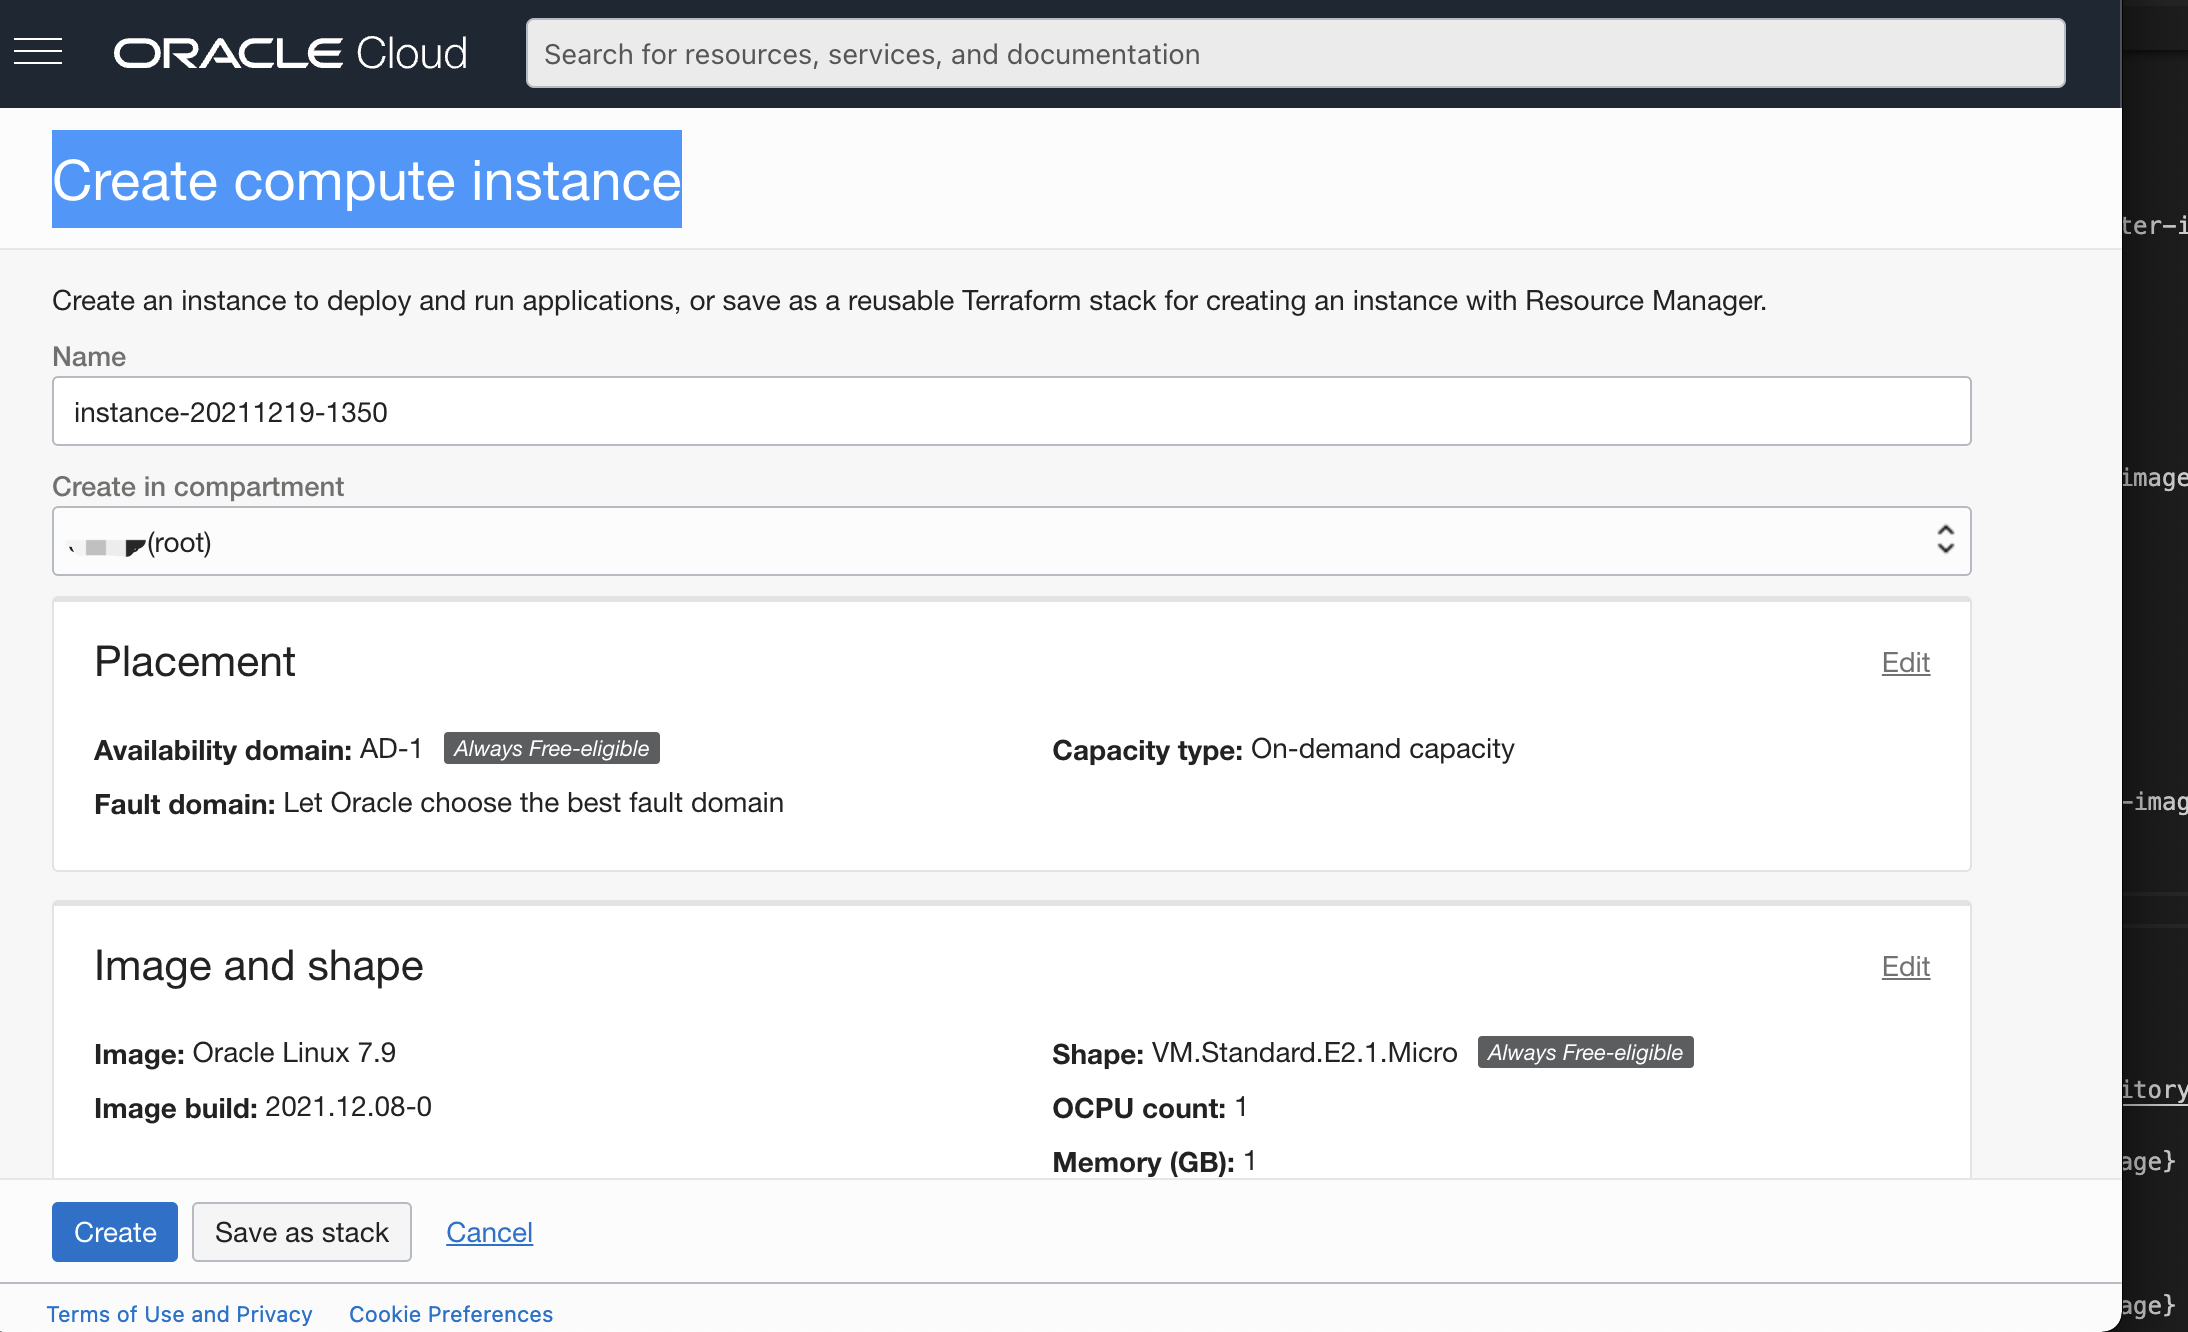 ORACLE Cloud
Search for resources, services, and documentation
Create compute instance
Create an instance to deploy and run applications, or save as a reusable Terraform stack for creating an instance with Resource Manager.
Name
instance-20211219-1350
Create in compartment
(root)
Placement
Edit
Availability domain: AD-1 Always Free-eligible
Capacity type: On-demand capacity
Fault domain: Let Oracle choose the best fault domain
Image and shape
Edit
Image: Oracle Linux 7.9
Shape: VM.Standard.E2.1.Micro Always Free-eligible
Image build: 2021.12.08-0
OCPU count: 1
Memory (GB): 1
Create
Save as stack
Cancel
Terms of Use and Privacy
Cookie Preferences
ter-i
image
-imag
itory
age}
age}